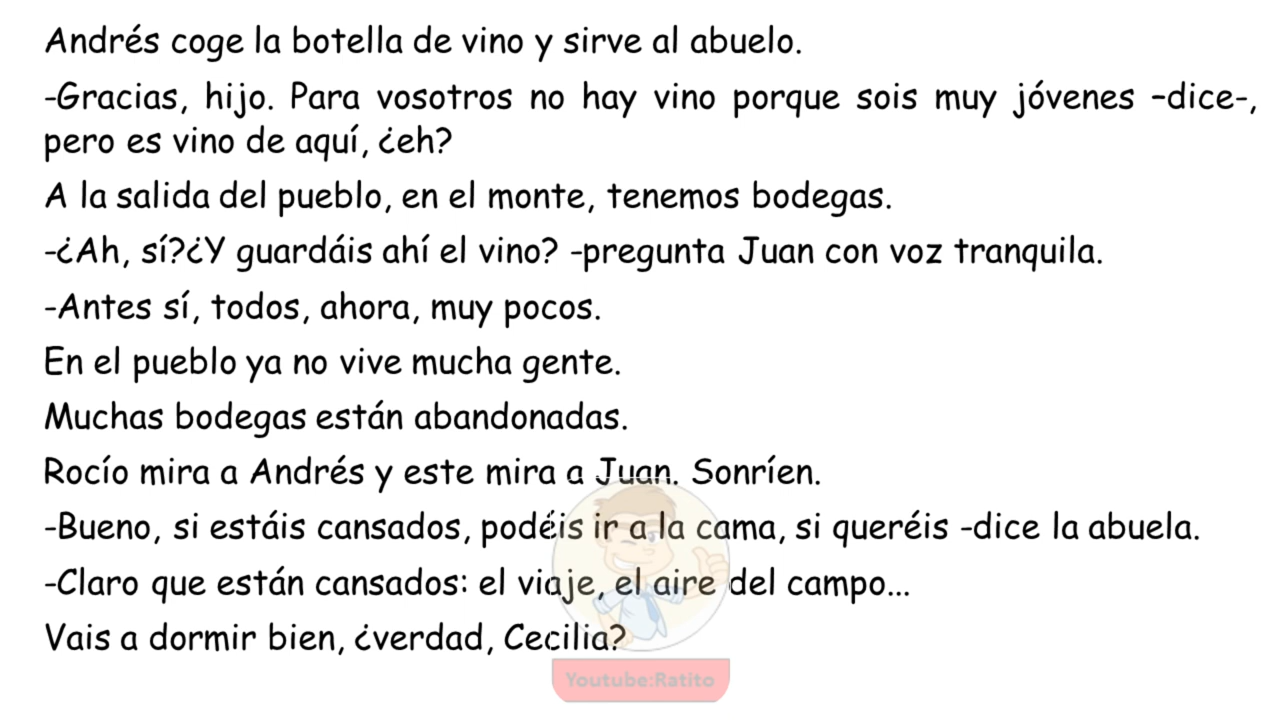 Andrés coge la botella de vino y sirve al abuelo.
-Gracias, hijo. Para vosotros no hay vino porque sois muy jóvenes –dice-,
pero es vino de aquí, ¿eh?
A la salida del pueblo, en el monte, tenemos bodegas.
-¿Ah, sí?¿Y guardáis ahí el vino? -pregunta Juan con voz tranquila.
-Antes sí, todos, ahora, muy pocos.
En el pueblo ya no vive mucha gente.
Muchas bodegas están abandonadas.
Rocío mira a Andrés y este mira a Juan. Sonríen.
-Bueno, si estáis cansados, podéis ir a la cama, si queréis -dice la abuela.
-Claro que están cansados: el viaje, el aire del campo...
Vais a dormir bien, ¿verdad, Cecilia?
Youtube:Ratito